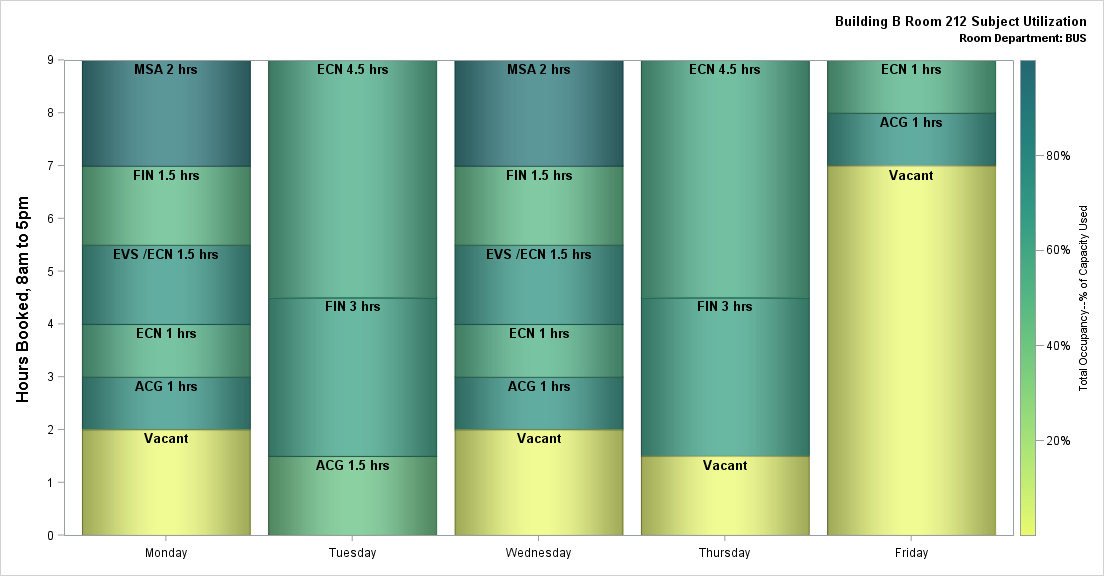 Building B Room 212 Subject Utilization
Room Department: BUS
Hours Booked, 8am to 5pm
9
8
7
6
5
4
3
2
1
0
MSA 2 hrs
FIN 1.5 hrs
EVS /ECN 1.5 hrs
ECN 1 hrs
ACG 1 hrs
Vacant
Monday
ECN 4.5 hrs
FIN 3 hrs
ACG 1.5 hrs
Tuesday
MSA 2 hrs
FIN 1.5 hrs
EVS /ECN 1.5 hrs
ECN 1 hrs
ACG 1 hrs
Vacant
Wednesday
ECN 4.5 hrs
FIN 3 hrs
Vacant
Thursday
ECN 1 hrs
ACG 1 hrs
Vacant
Friday
80%
60%
40%
20%
Total Occupancy--% of Capacity Used